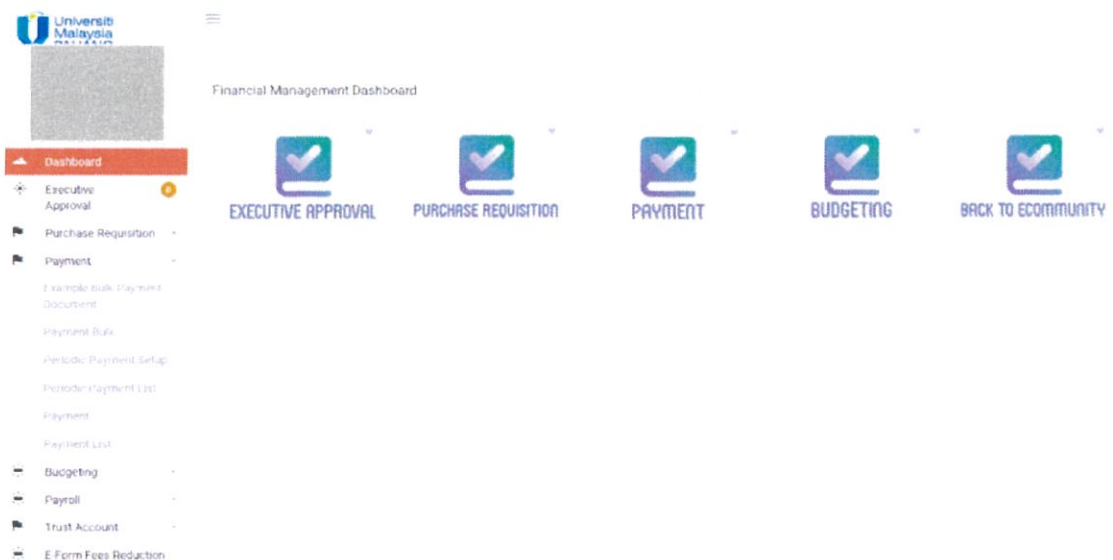 Universiti
Malaysia
PAHANG
Financial Management Dashboard
Dashboard
Executive
Approval
Purchase Requisition
Payment
Example Bulk Payment
Document
Payment Bulk
Periodic Payment Setup
Periodic Payment List
Payment
Payment List
Budgeting
Payroll
Trust Account
E-Form Fees Reduction
EXECUTIVE APPROVAL
PURCHASE REQUISITION
PAYMENT
BUDGETING
BACK TO ECOMMUNITY